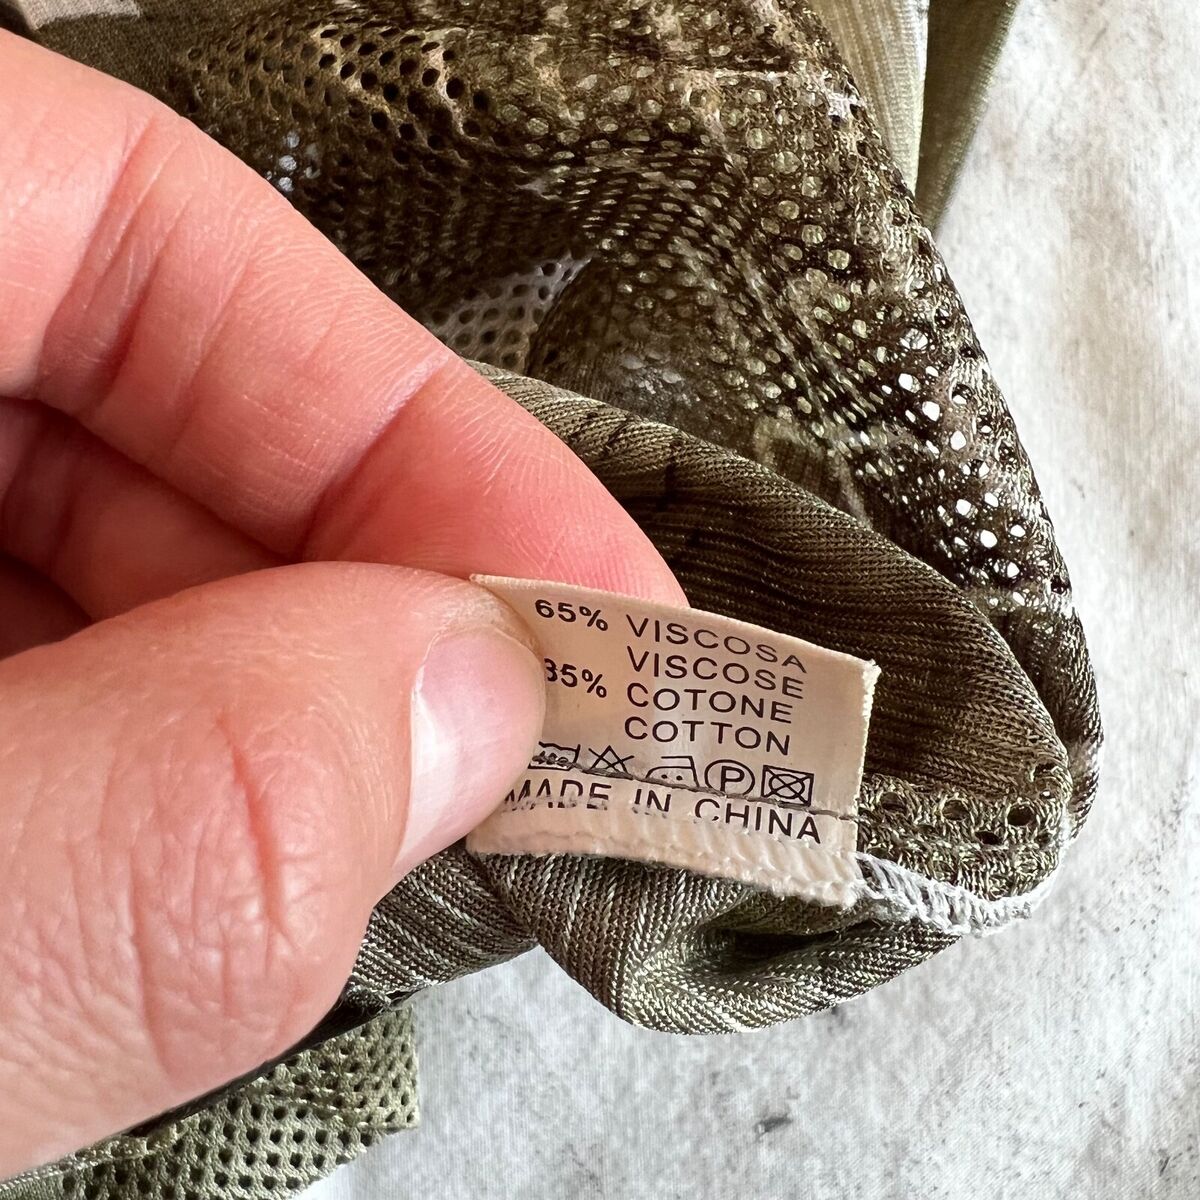 65% VISCOSA
VISCOSE
35% COTONE
COTTON
P
MADE IN CHINA